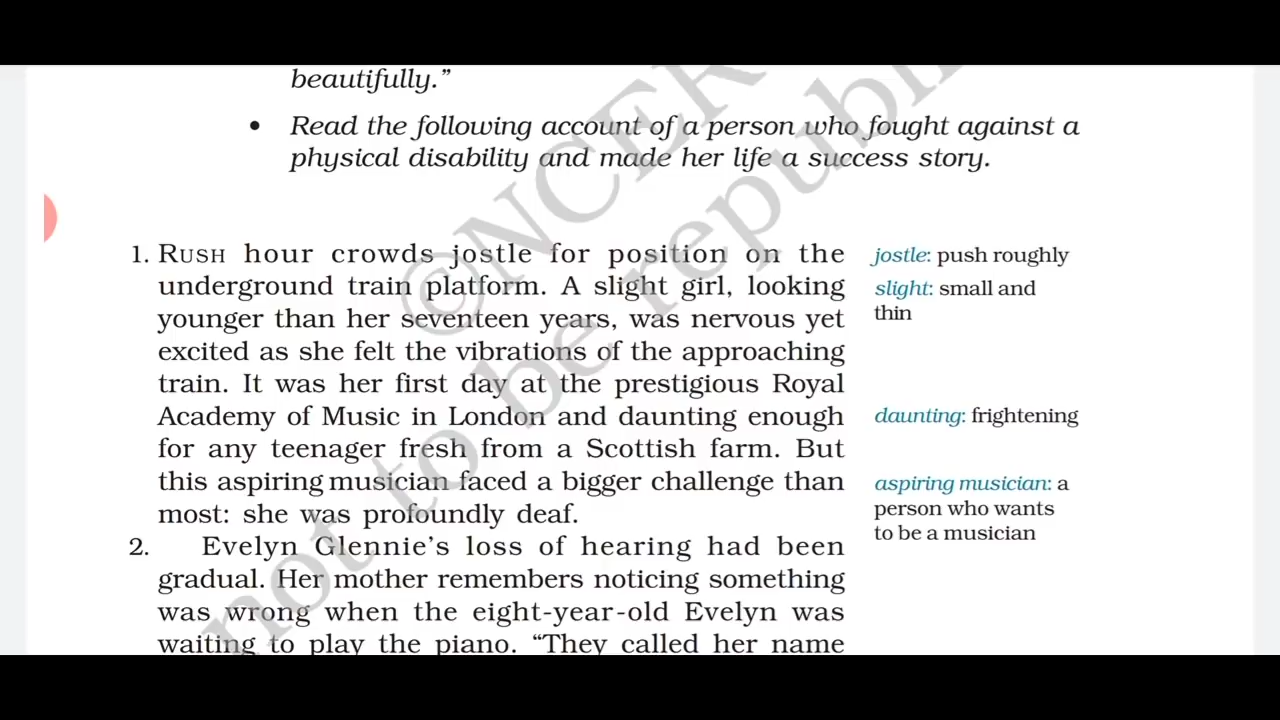 beautifully.”
• Read the following account of a person who fought against a
physical disability and made her life a success story.
1. RUSH hour crowds jostle for position on the
underground train platform. A slight girl, looking
younger than her seventeen years, was nervous yet
excited as she felt the vibrations of the approaching
train. It was her first day at the prestigious Royal
Academy of Music in London and daunting enough
for any teenager fresh from a Scottish farm. But
this aspiring musician faced a bigger challenge than
most: she was profoundly deaf.
2. Evelyn Glennie’s loss of hearing had been
gradual. Her mother remembers noticing something
was wrong when the eight-year-old Evelyn was
waiting to play the piano. “They called her name
jostle: push roughly
slight: small and
thin
daunting: frightening
aspiring musician: a
person who wants
to be a musician
not to be